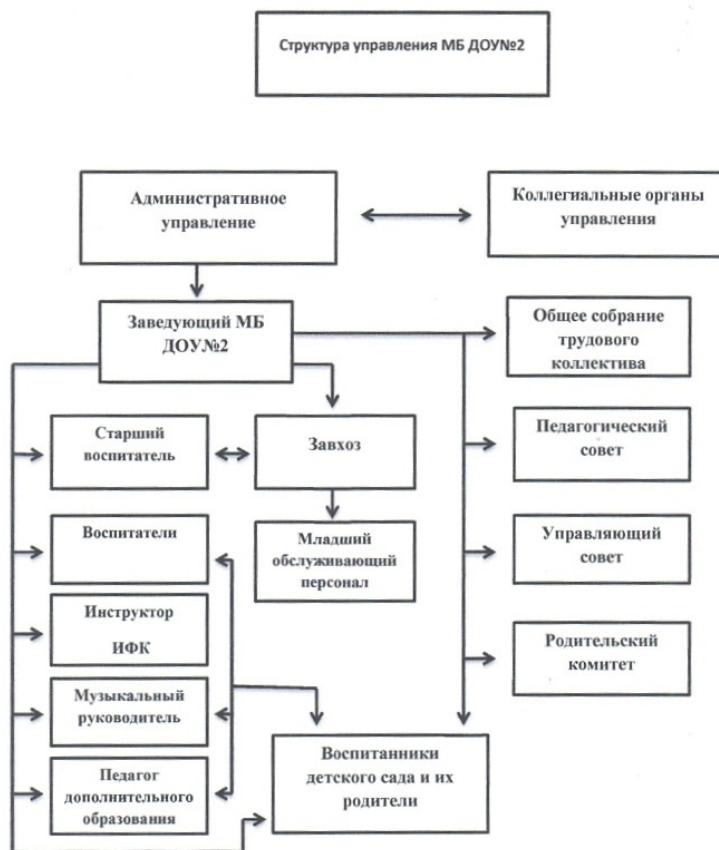 Структура управления МБ ДОУ№2
Административное
управление
Коллегиальные органы
управления
Заведующий МБ
ДОУ№2
Общее собрание
трудового
коллектива
Старший
воспитатель
Завхоз
Педагогический
совет
Воспитатели
Младший
обслуживающий
персонал
Управляющий
совет
Инструктор
ИФК
Родительский
комитет
Музыкальный
руководитель
Воспитанники
детского сада и их
родители
Педагог
дополнительного
образования